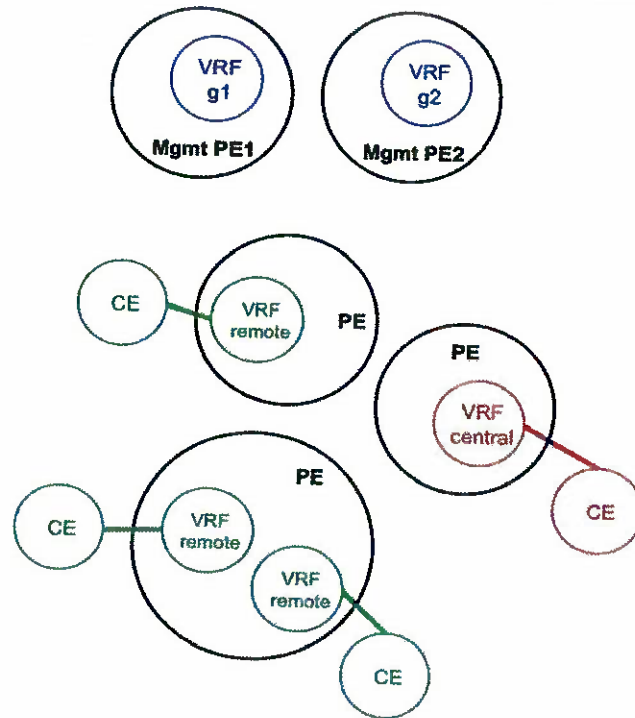 VRF
g1
Mgmt PE1
VRF
g2
Mgmt PE2
CE
VRF
remote
PE
PE
VRF
central
CE
PE
CE
VRF
remote
VRF
remote
CE